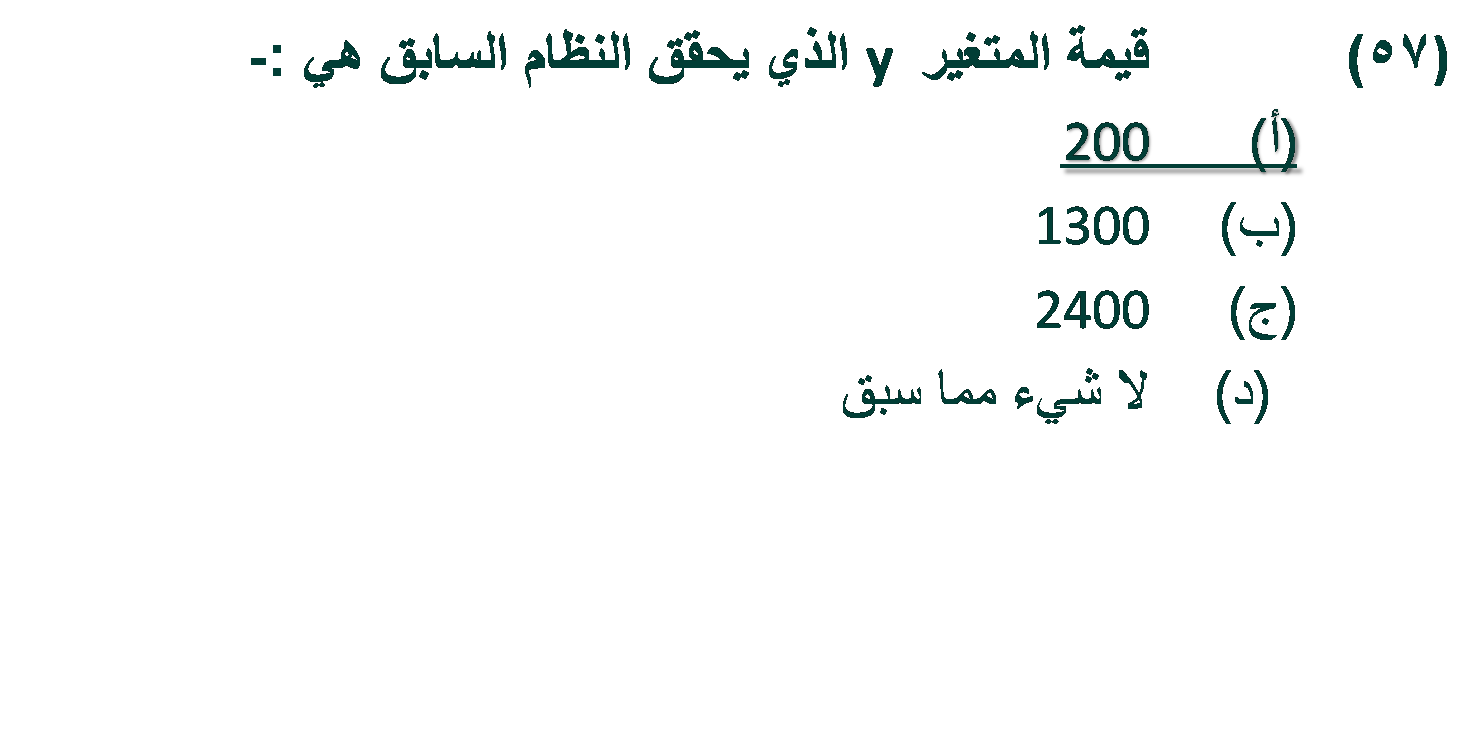 (٥٧) قيمة المتغير y الذي يحقق النظام السابق هي :-
(أ) 200
(ب) 1300
(ج) 2400
(د) لا شيء مما سبق